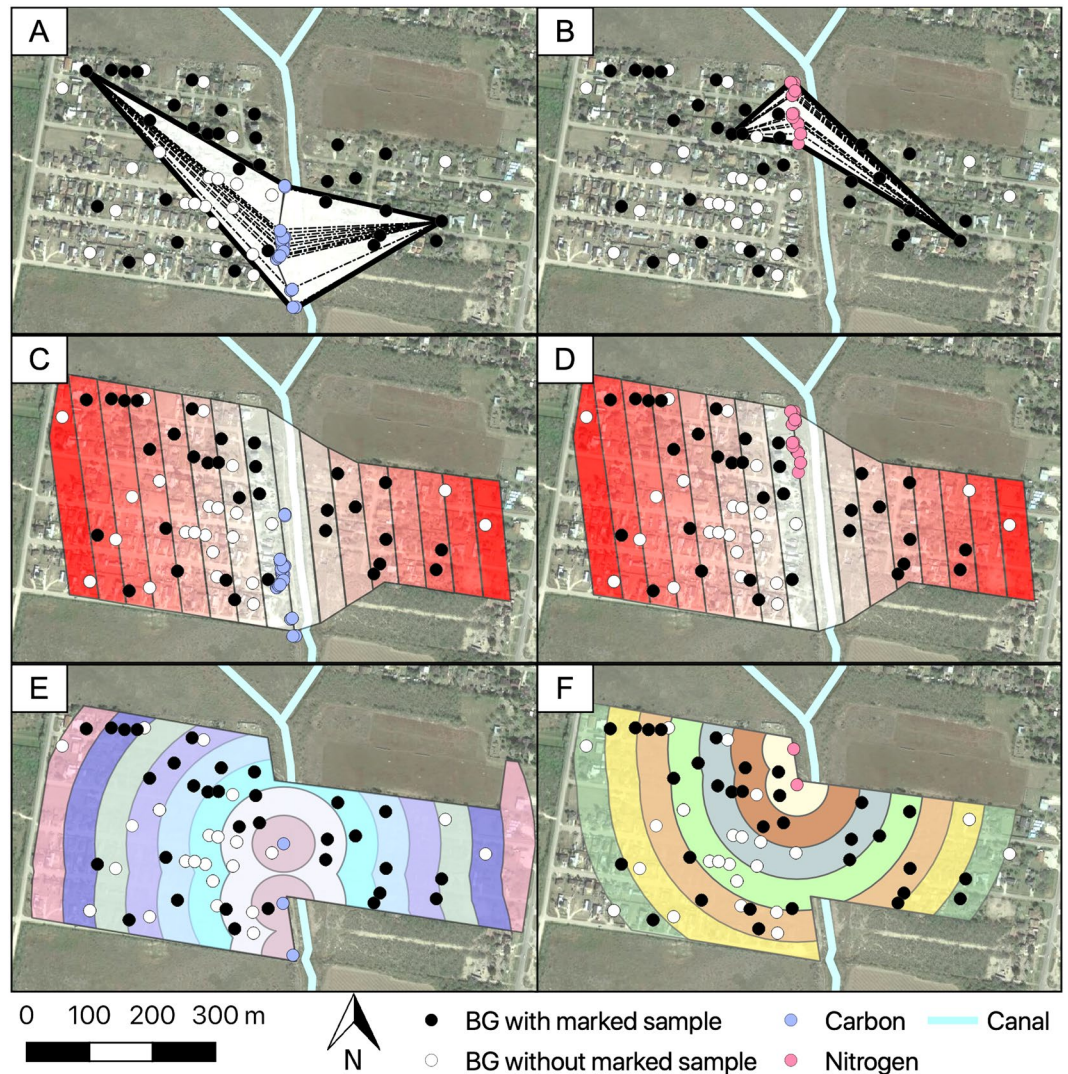 A
B
C
D
E
F
0 100 200 300 m
N
BG with marked sample
Carbon
Canal
BG without marked sample
Nitrogen